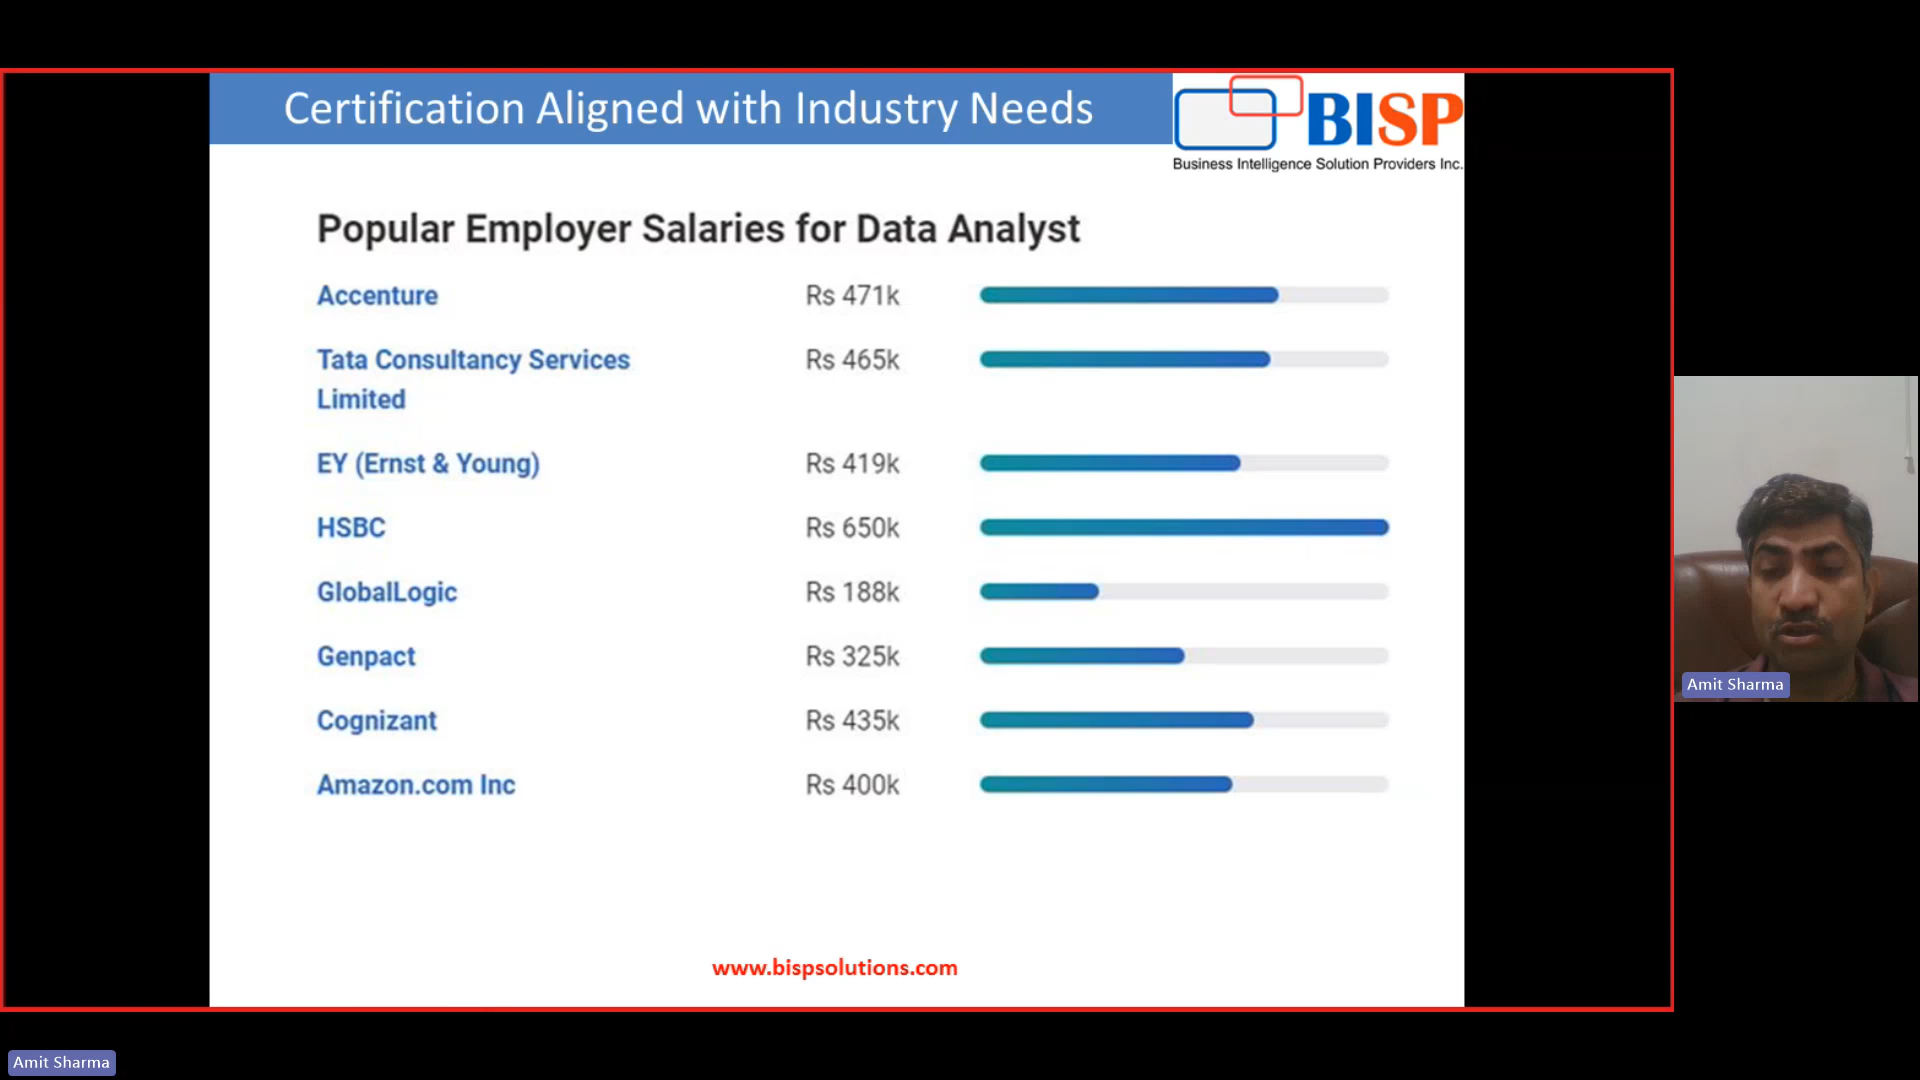 Certification Aligned with Industry Needs
BISP
Business Intelligence Solution Providers Inc.
Popular Employer Salaries for Data Analyst
Accenture Rs 471k
Tata Consultancy Services Rs 465k
Limited
EY (Ernst & Young) Rs 419k
HSBC Rs 650k
GlobalLogic Rs 188k
Genpact Rs 325k
Cognizant Rs 435k
Amazon.com Inc Rs 400k
www.bispsolutions.com
Amit Sharma
Amit Sharma